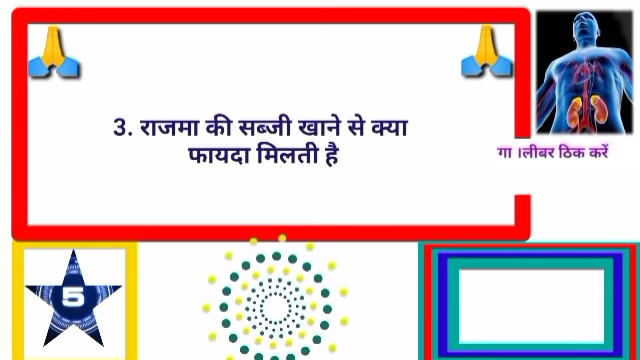 3. राजमा की सब्जी खाने से क्या
फायदा मिलती है
गा ।लीबर ठिक करें
5